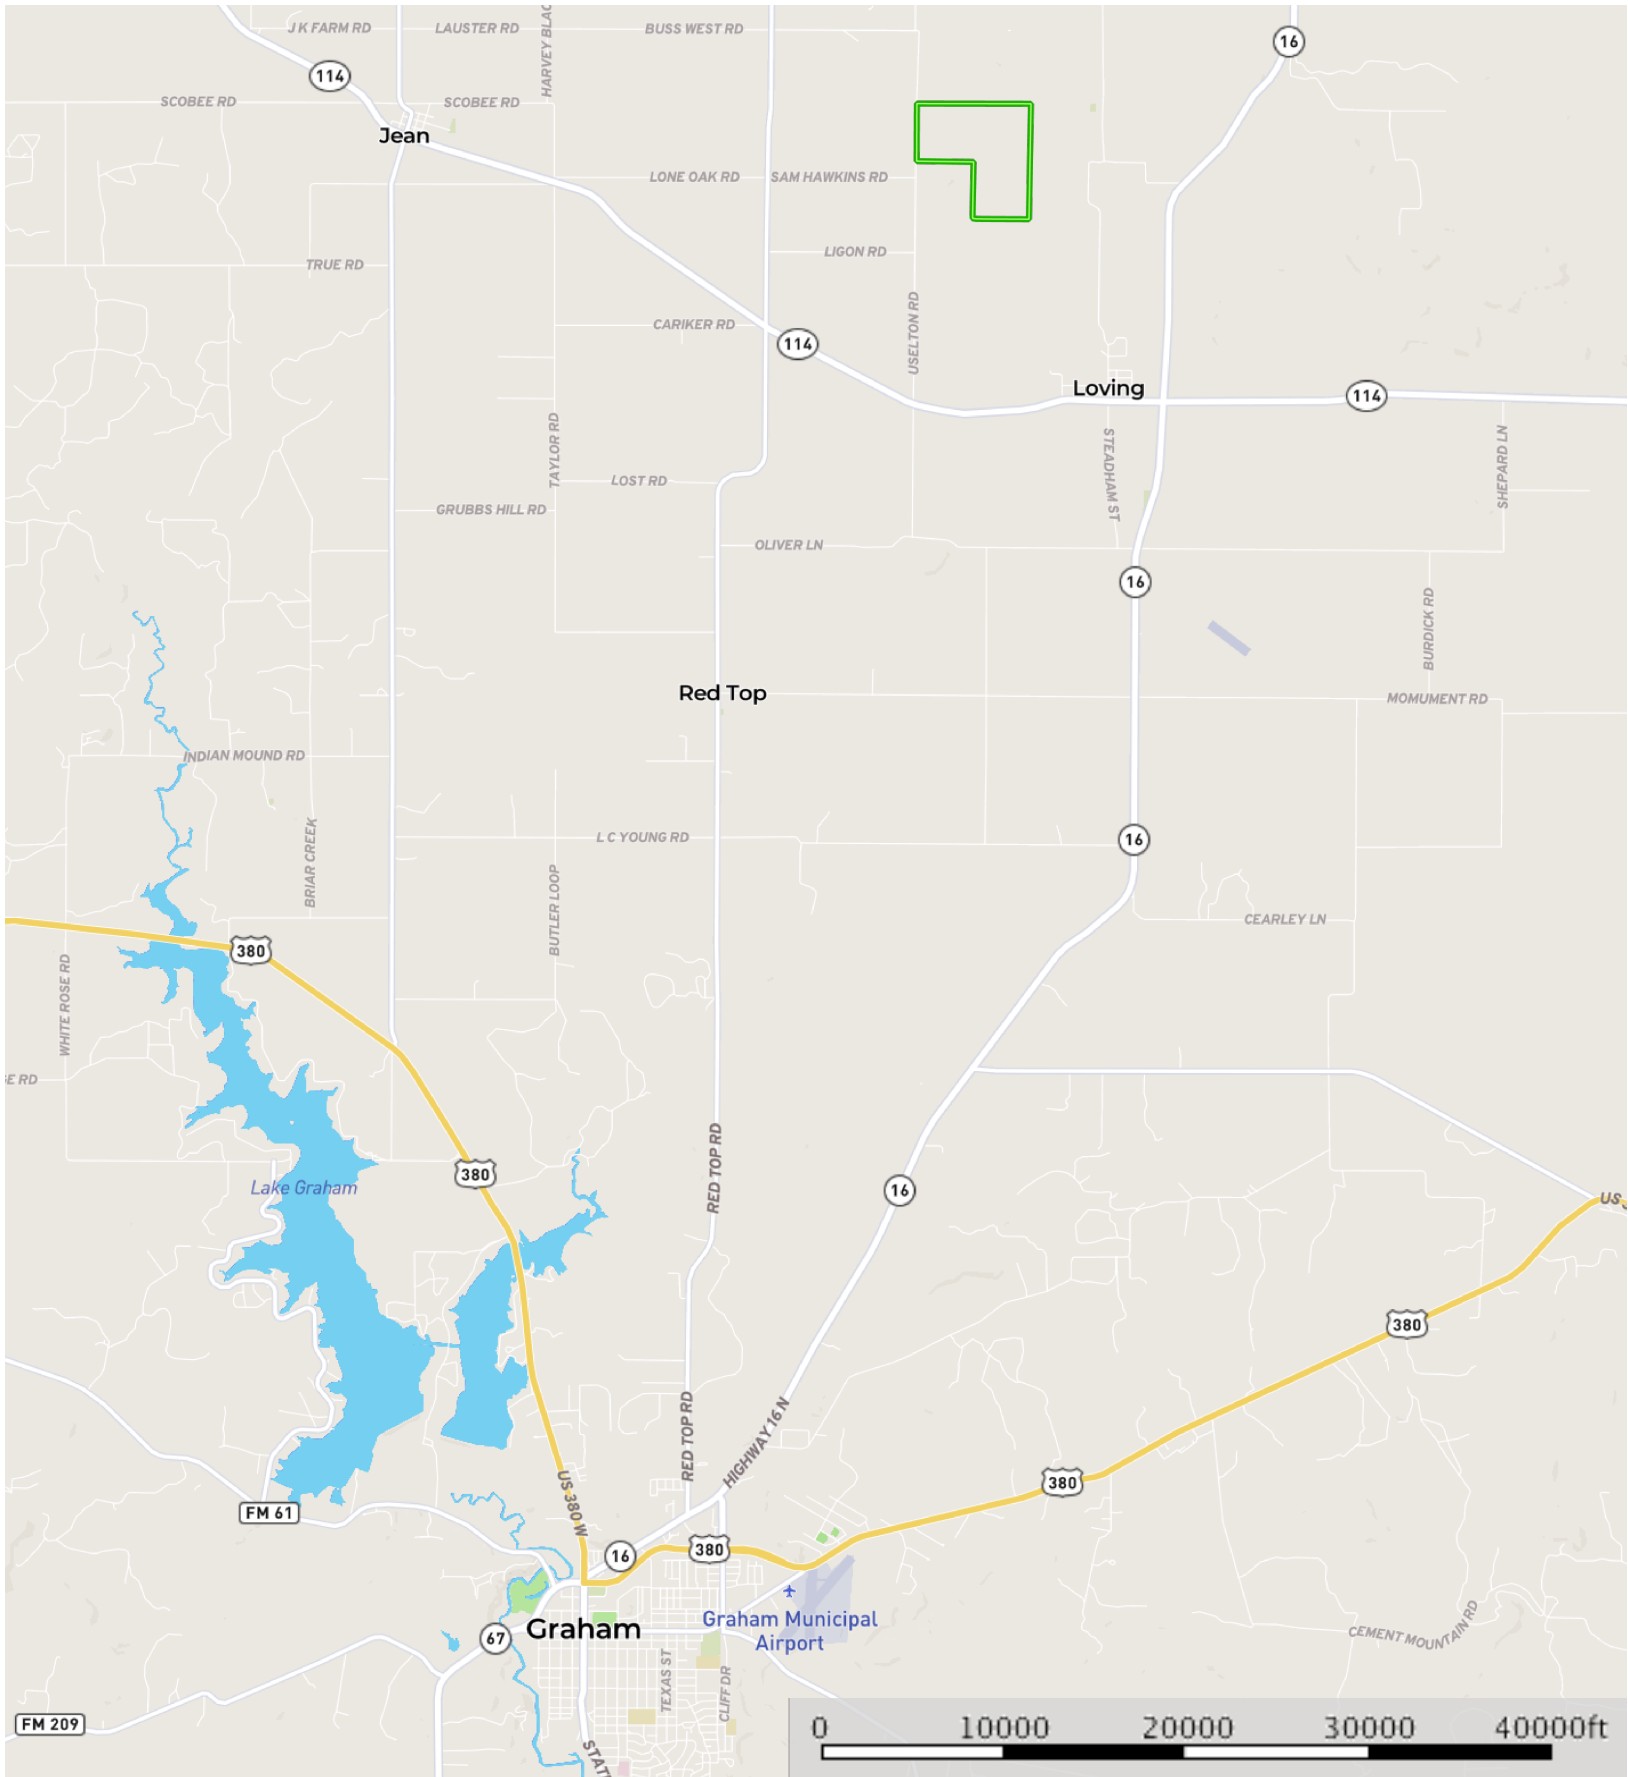 J K FARM RD
LAUSTER RD
HARVEY BLAC
BUSS WEST RD
16
114
SCOBEE RD
SCOBEE RD
Jean
LONE OAK RD
SAM HAWKINS RD
LIGON RD
TRUE RD
USELTON RD
CARIKER RD
114
Loving
114
TAYLOR RD
STEADHAM ST
SHEPARD LN
LOST RD
GRUBBS HILL RD
OLIVER LN
16
BURDICK RD
Red Top
MOMUMENT RD
INDIAN MOUND RD
BRIAR CREEK
L C YOUNG RD
16
BUTLER LOOP
CEARLEY LN
380
WHITE ROSE RD
GE RD
RED TOP RD
380
Lake Graham
16
US
380
RED TOP RD
HIGHWAY 16 N
US 380 W
380
FM 61
16
380
Graham
Graham Municipal
Airport
67
CEMENT MOUNTAIN RD
TEXAS ST
CLIFF DR
FM 209
STAT
0 10000 20000 30000 40000ft